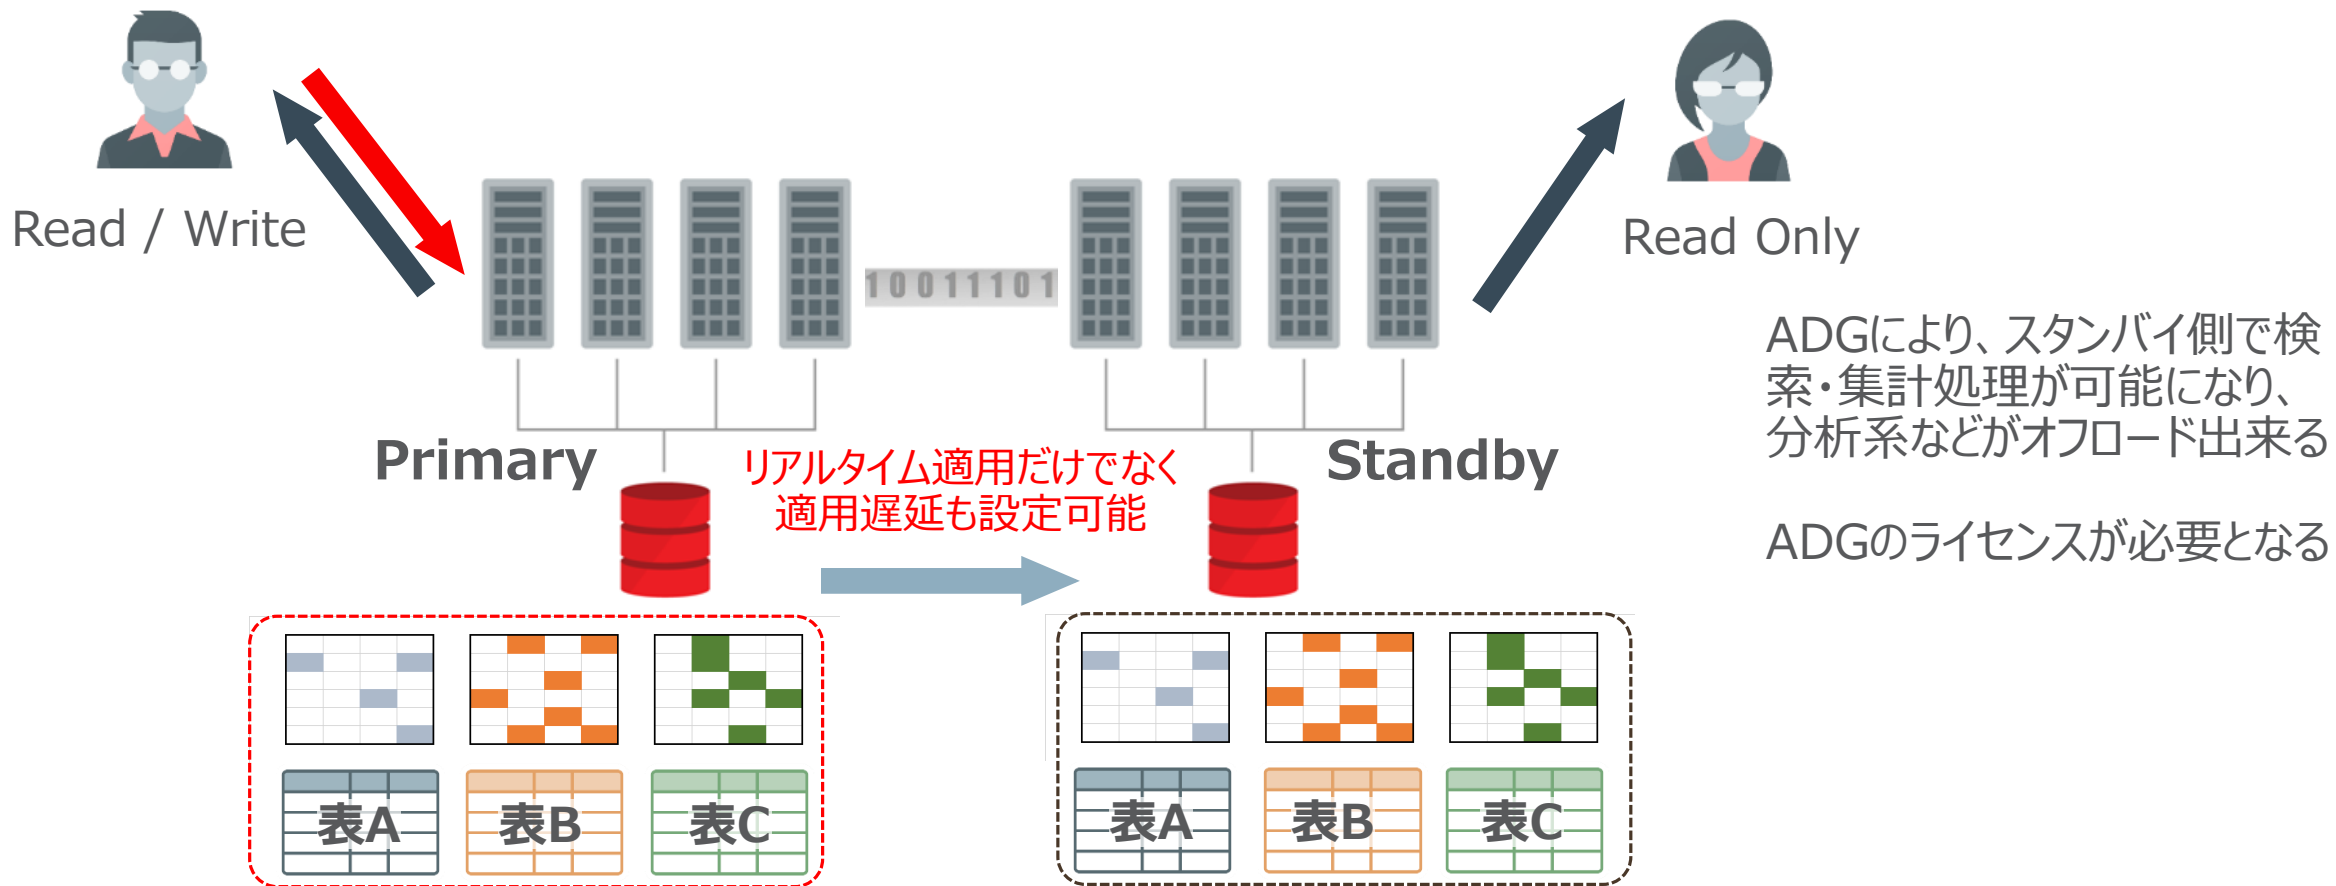 Read / Write
10011101
Read Only
ADGにより、スタンバイ側で検
索・集計処理が可能になり、
分析系などがオフロード出来る
ADGのライセンスが必要となる
Primary
リアルタイム適用だけでなく
適用遅延も設定可能
Standby
表A
表B
表C
表A
表B
表C